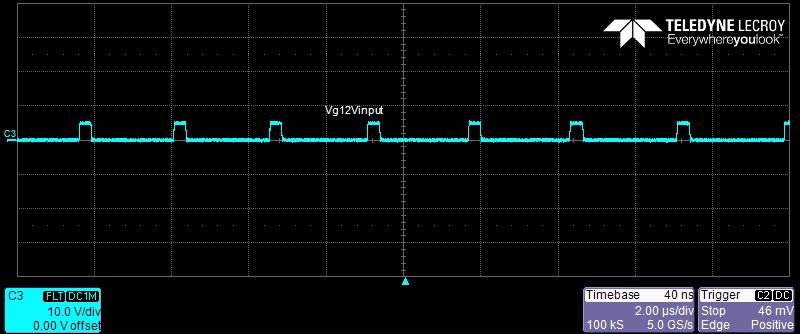 TELEDYNE LECROY
Everywhereyoulook™
Vg12Vinput
C3
C3 FLT DC1M
10.0 V/div
0.00 V offset
Timebase 40 ns
2.00 µs/div
100 kS 5.0 GS/s
Trigger C2 DC
Stop 46 mV
Edge Positive